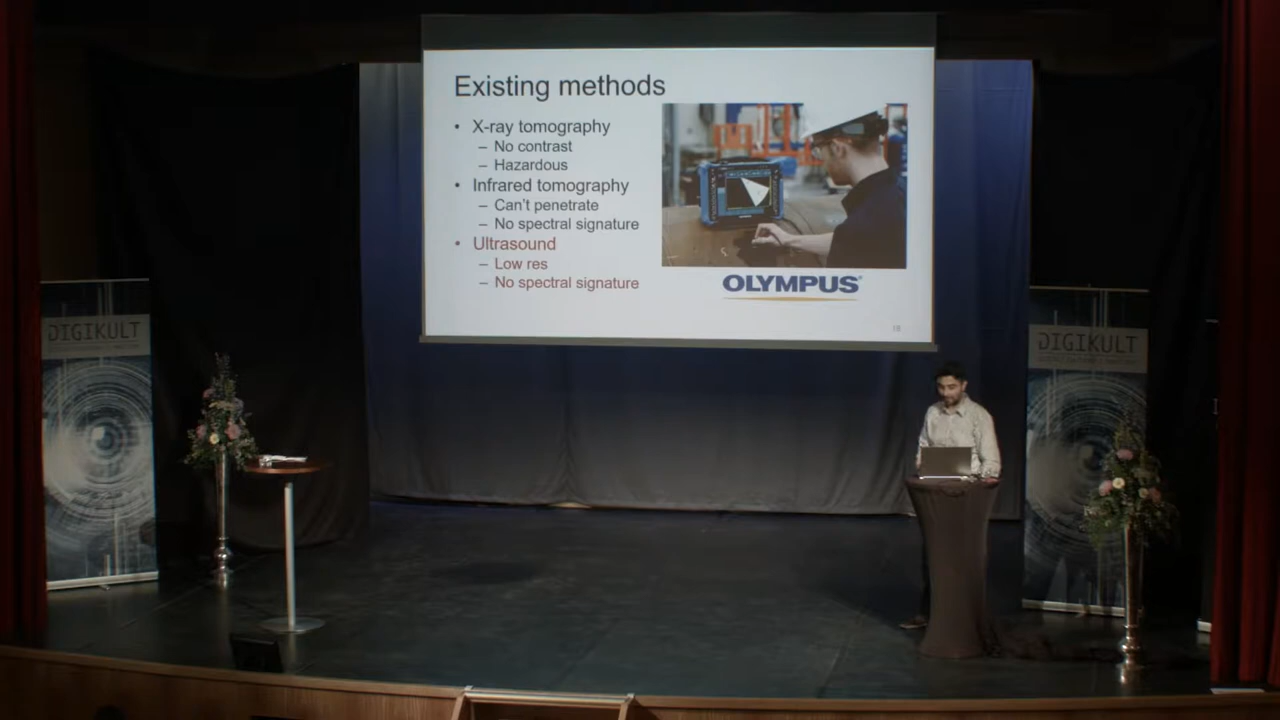 Existing methods
• X-ray tomography
– No contrast
– Hazardous
• Infrared tomography
– Can't penetrate
– No spectral signature
• Ultrasound
– Low res
– No spectral signature
OLYMPUS
18
DIGIKULT
DIGIKULT